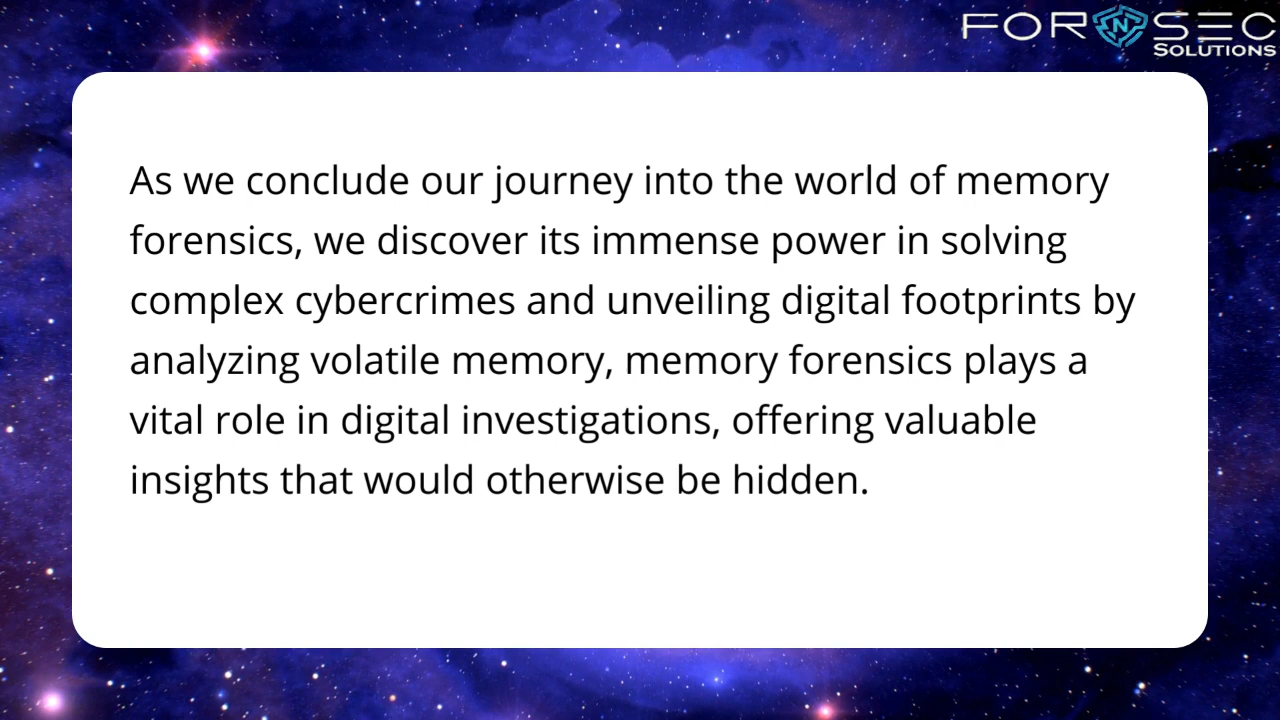 FORNSEC
SOLUTIONS
As we conclude our journey into the world of memory
forensics, we discover its immense power in solving
complex cybercrimes and unveiling digital footprints by
analyzing volatile memory, memory forensics plays a
vital role in digital investigations, offering valuable
insights that would otherwise be hidden.